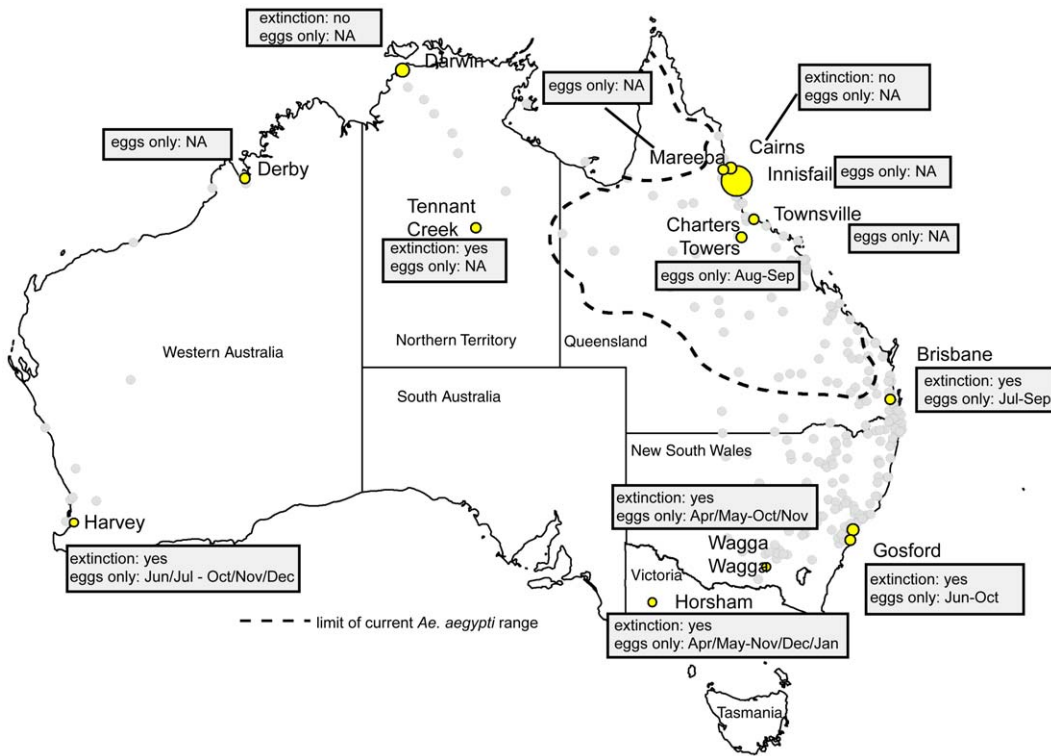 extinction: no
eggs only: NA
Darwin
eggs only: NA
extinction: no
eggs only: NA
eggs only: NA
Derby
Mareeba
Cairns
Innisfail
eggs only: NA
Tennant
Creek
extinction: yes
eggs only: NA
Charters
Towers
Townsville
eggs only: NA
eggs only: Aug-Sep
Western Australia
Northern Territory
Queensland
Brisbane
extinction: yes
eggs only: Jul-Sep
South Australia
New South Wales
extinction: yes
eggs only: Apr/May-Oct/Nov
Harvey
extinction: yes
eggs only: Jun/Jul - Oct/Nov/Dec
Wagga
Wagga
Gosford
extinction: yes
eggs only: Jun-Oct
Victoria
Horsham
extinction: yes
eggs only: Apr/May-Nov/Dec/Jan
limit of current Ae. aegypti range
Tasmania